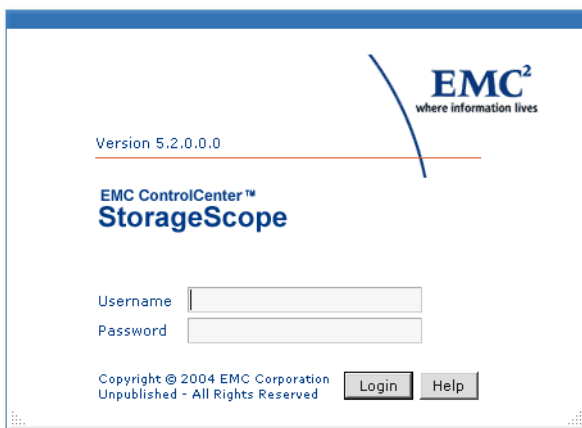 EMC²
where information lives
Version 5.2.0.0.0
EMC ControlCenter™
StorageScope
Username
Password
Copyright © 2004 EMC Corporation
Unpublished - All Rights Reserved
Login
Help